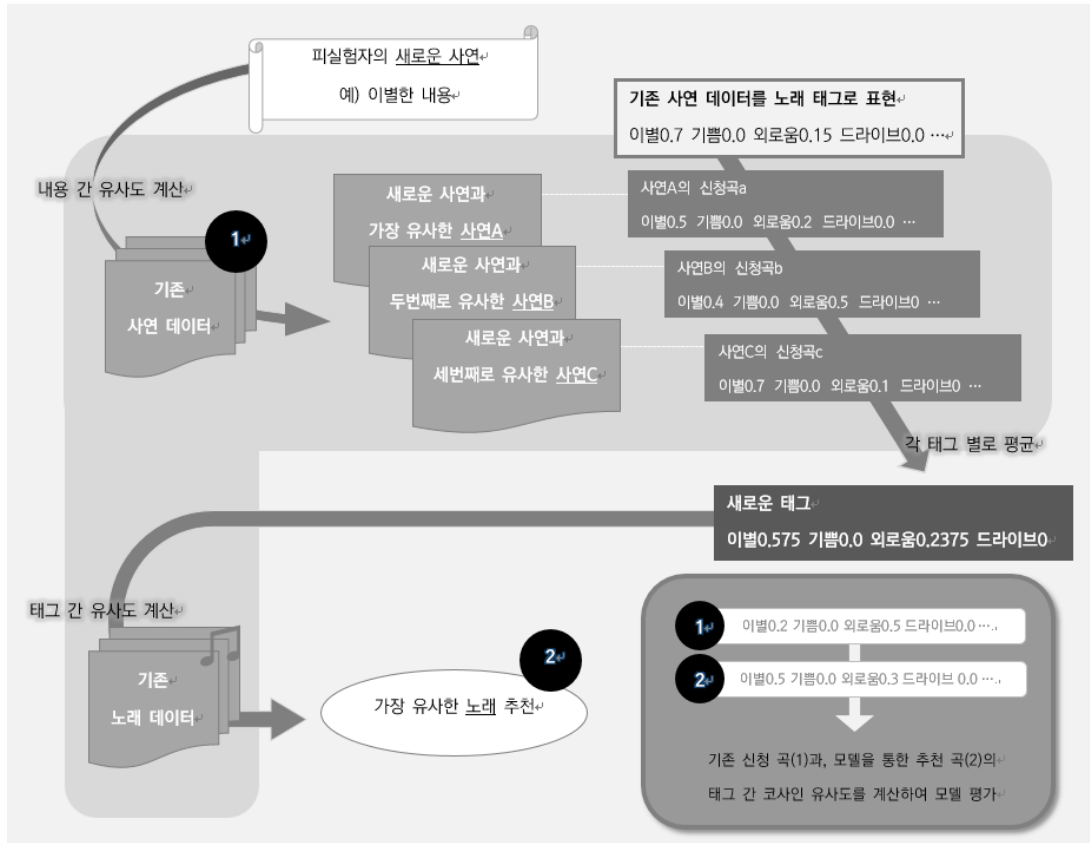 피실험자의 새로운 사연
예) 이별한 내용
기존 사연 데이터를 노래 태그로 표현
이별0.7 기쁨0.0 외로움0.15 드라이브0.0 …
내용 간 유사도 계산
1
기존
사연 데이터
새로운 사연과
가장 유사한 사연A
새로운 사연과
두번째로 유사한 사연B
새로운 사연과
세번째로 유사한 사연C
사연A의 신청곡a
이별0.5 기쁨0.0 외로움0.2 드라이브0.0 …
사연B의 신청곡b
이별0.4 기쁨0.0 외로움0.5 드라이브0 …
사연C의 신청곡c
이별0.7 기쁨0.0 외로움0.1 드라이브0 …
각 태그 별로 평균
새로운 태그
이별0.575 기쁨0.0 외로움0.2375 드라이브0
태그 간 유사도 계산
기존
노래 데이터
2
가장 유사한 노래 추천
1 이별0.2 기쁨0.0 외로움0.5 드라이브0.0 ….
2 이별0.5 기쁨0.0 외로움0.3 드라이브 0.0 ….
기존 신청 곡(1)과, 모델을 통한 추천 곡(2)의
태그 간 코사인 유사도를 계산하여 모델 평가